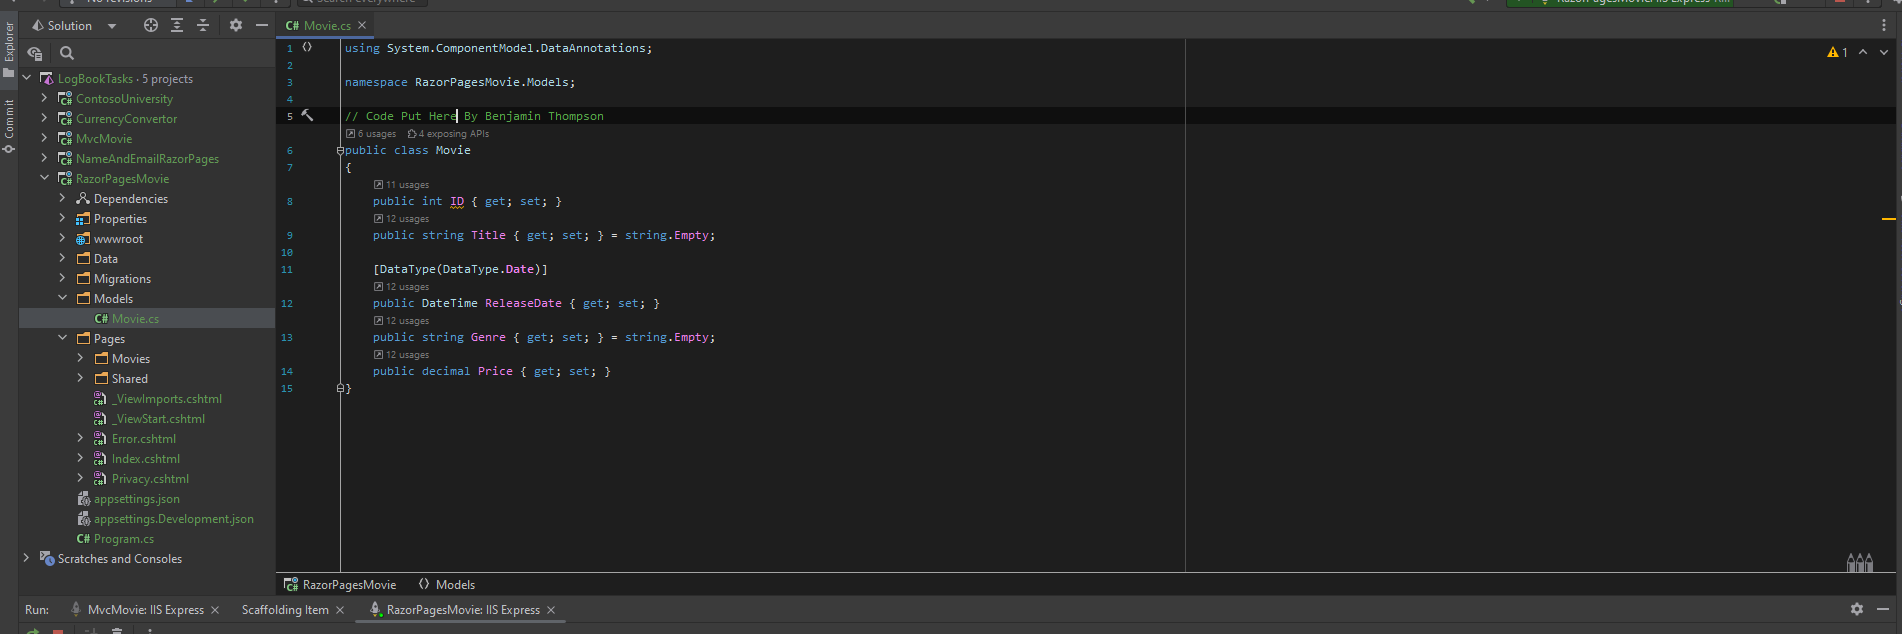 No revisions
Search everywhere
RazorPagesMovie: IIS Express
Explorer
Commit
Solution
LogBookTasks · 5 projects
ContosoUniversity
CurrencyConvertor
MvcMovie
NameAndEmailRazorPages
RazorPagesMovie
Dependencies
Properties
wwwroot
Data
Migrations
Models
C# Movie.cs
Pages
Movies
Shared
_ViewImports.cshtml
_ViewStart.cshtml
Error.cshtml
Index.cshtml
Privacy.cshtml
appsettings.json
appsettings.Development.json
C# Program.cs
Scratches and Consoles
C# Movie.cs
1 using System.ComponentModel.DataAnnotations;
2
3 namespace RazorPagesMovie.Models;
4
5 // Code Put Here By Benjamin Thompson
6 usages 4 exposing APIs
6 public class Movie
7 {
11 usages
8 public int ID { get; set; }
12 usages
9 public string Title { get; set; } = string.Empty;
10
11 [DataType(DataType.Date)]
12 usages
12 public DateTime ReleaseDate { get; set; }
12 usages
13 public string Genre { get; set; } = string.Empty;
12 usages
14 public decimal Price { get; set; }
15 }
1
RazorPagesMovie Models
Run: MvcMovie: IIS Express Scaffolding Item RazorPagesMovie: IIS Express